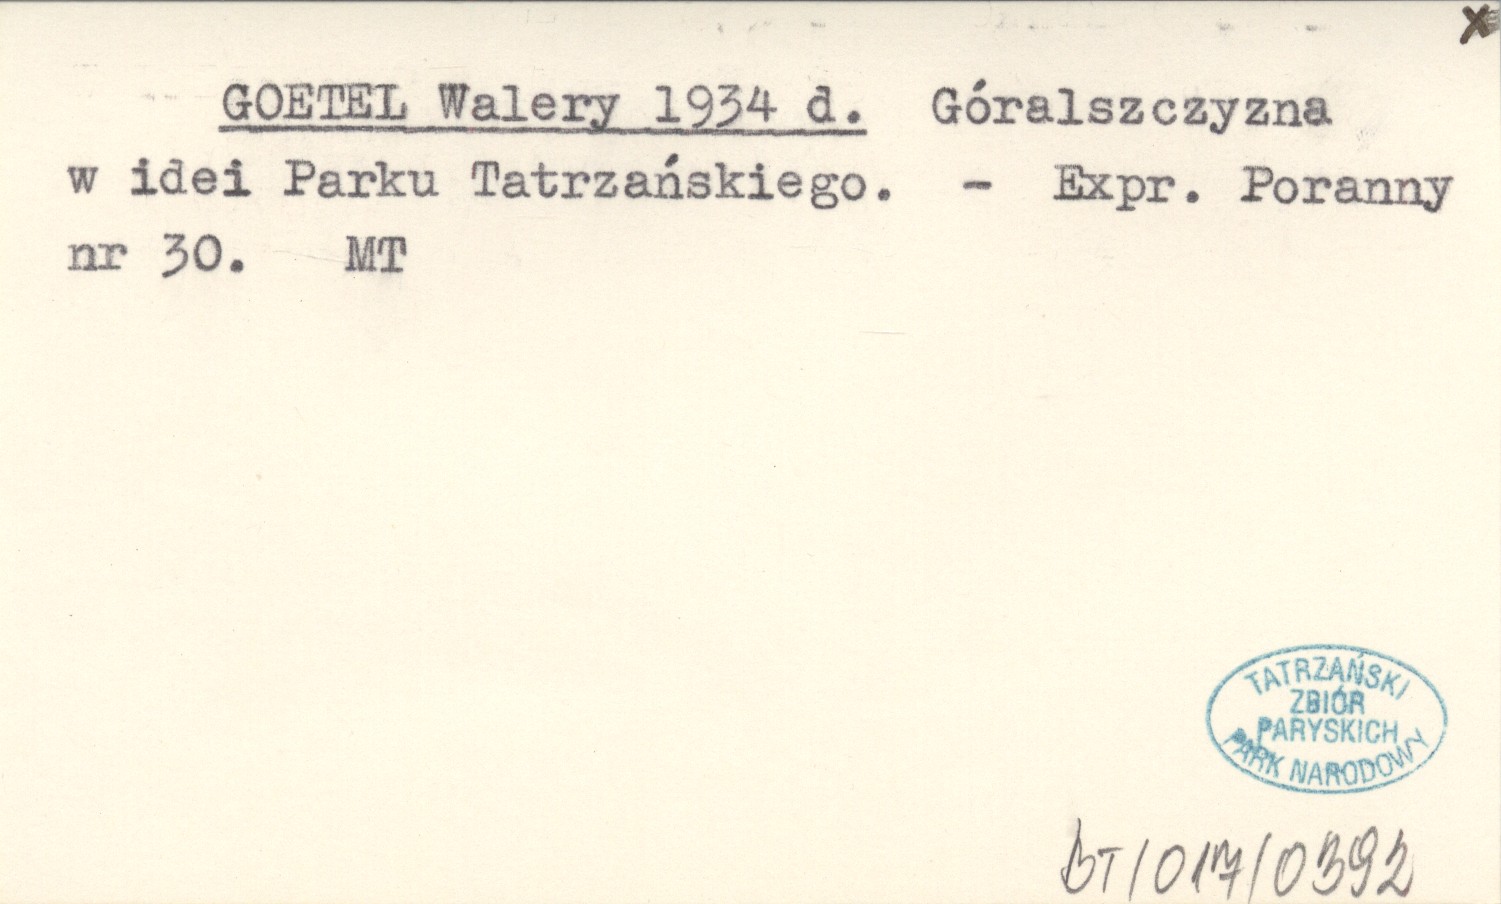 x
GOETEL Walery 1934 d. Góralszczyzna
w idei Parku Tatrzańskiego. - Expr. Poranny
nr 30. MT
TATRZAŃSKI
ZBIÓR
PARYSKICH
PARK NARODOWY
BT/017/0392